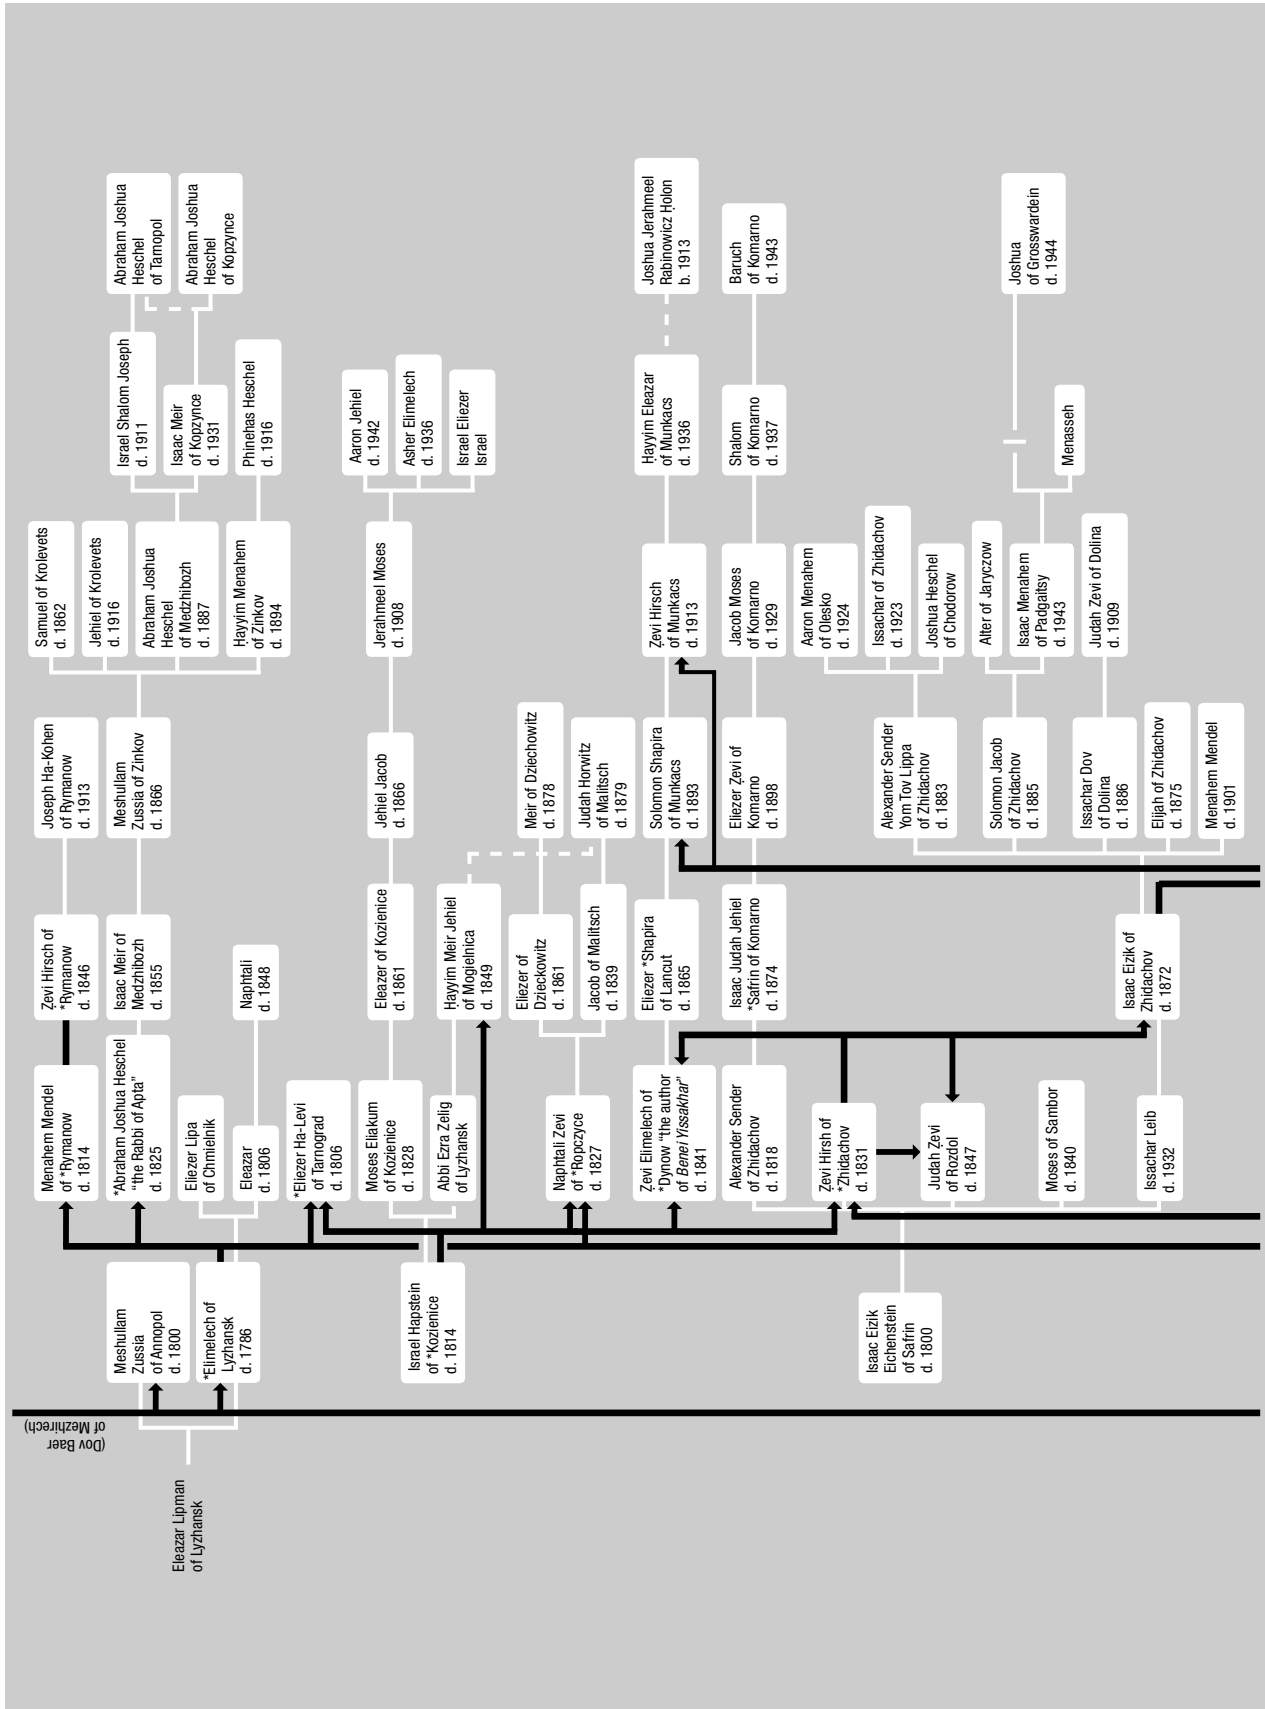 Eleazar Lipman
of Lyzhansk
(Dov Baer
of Mezhirech)
Meshullam
Zussia
of Annopol
d. 1800
*Elimelech of
Lyzhansk
d. 1786
Israel Hapstein
of *Kozienice
d. 1814
Isaac Eizik
Eichenstein
of Safrin
d. 1800
Menahem Mendel
of *Rymanow
d. 1814
*Abraham Joshua Heschel
"the Rabbi of Apta"
d. 1825
Eliezer Lipa
of Chmielnik
Eleazar
d. 1806
*Eliezer Ha-Levi
of Tarnograd
d. 1806
Moses Eliakum
of Kozienice
d. 1828
Abbi Ezra Zelig
of Lyzhansk
Naphtali Zevi
of *Ropczyce
d. 1827
Ẓevi Elimelech of
*Dynow "the author
of Benei Yissakhar"
d. 1841
Alexander Sender
of Zhidachov
d. 1818
Ẓevi Hirsh of
*Zhidachov
d. 1831
Judah Ẓevi
of Rozdol
d. 1847
Moses of Sambor
d. 1840
Issachar Leib
d. 1932
Ẓevi Hirsch of
*Rymanow
d. 1846
Isaac Meir of
Medzhibozh
d. 1855
Naphtali
d. 1848
Eleazer of Kozienice
d. 1861
Ḥayyim Meir Jehiel
of Mogielnica
d. 1849
Eliezer of
Dzieckowitz
d. 1861
Jacob of Malitsch
d. 1839
Eliezer *Shapira
of Lancut
d. 1865
Isaac Judah Jehiel
*Safrin of Komarno
d. 1874
Isaac Eizik of
Zhidachov
d. 1872
Joseph Ha-Kohen
of Rymanow
d. 1913
Meshullam
Zussia of Zinkov
d. 1866
Jehiel Jacob
d. 1866
Meir of Dziechowitz
d. 1878
Judah Horwitz
of Malitsch
d. 1879
Solomon Shapira
of Munkacs
d. 1893
Eliezer Ẓevi of
Komarno
d. 1898
Alexander Sender
Yom Tov Lippa
of Zhidachov
d. 1883
Solomon Jacob
of Zhidachov
d. 1885
Issachar Dov
of Dolina
d. 1886
Elijah of Zhidachov
d. 1875
Menahem Mendel
d. 1901
Samuel of Krolevets
d. 1862
Jehiel of Krolevets
d. 1916
Abraham Joshua
Heschel
of Medzhibozh
d. 1887
Ḥayyim Menahem
of Zinkov
d. 1894
Jerahmeel Moses
d. 1908
Ẓevi Hirsch
of Munkacs
d. 1913
Jacob Moses
of Komarno
d. 1929
Aaron Menahem
of Olesko
d. 1924
Issachar of Zhidachov
d. 1923
Joshua Heschel
of Chodorow
Alter of Jaryczow
Isaac Menahem
of Padgaitsy
d. 1943
Judah Zevi of Dolina
d. 1909
Israel Shalom Joseph
d. 1911
Isaac Meir
of Kopzynce
d. 1931
Phinehas Heschel
d. 1916
Aaron Jehiel
d. 1942
Asher Elimelech
d. 1936
Israel Eliezer
Israel
Ḥayyim Eleazar
of Munkacs
d. 1936
Shalom
of Komarno
d. 1937
Menasseh
Abraham Joshua
Heschel
of Tarnopol
Abraham Joshua
Heschel
of Kopzynce
Joshua Jerahmeel
Rabinowicz Ḥolon
b. 1913
Baruch
of Komarno
d. 1943
Joshua
of Grosswardein
d. 1944